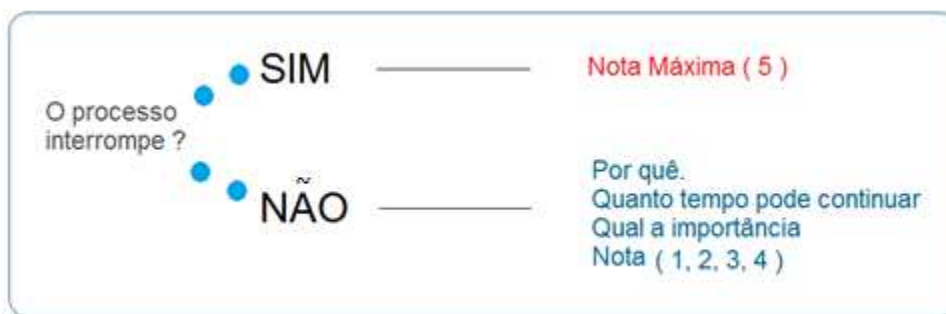 O processo
interrompe ?
SIM
Nota Máxima ( 5 )
NÃO
Por quê.
Quanto tempo pode continuar
Qual a importância
Nota ( 1, 2, 3, 4 )